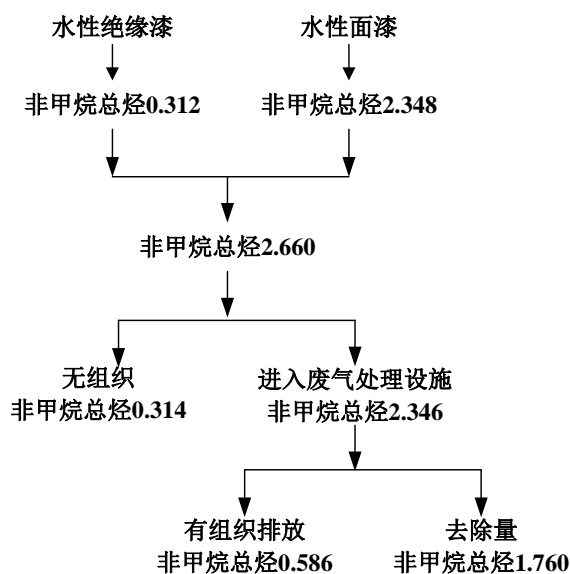 水性绝缘漆
水性面漆
非甲烷总烃0.312
非甲烷总烃2.348
非甲烷总烃2.660
无组织
非甲烷总烃0.314
进入废气处理设施
非甲烷总烃2.346
有组织排放
非甲烷总烃0.586
去除量
非甲烷总烃1.760